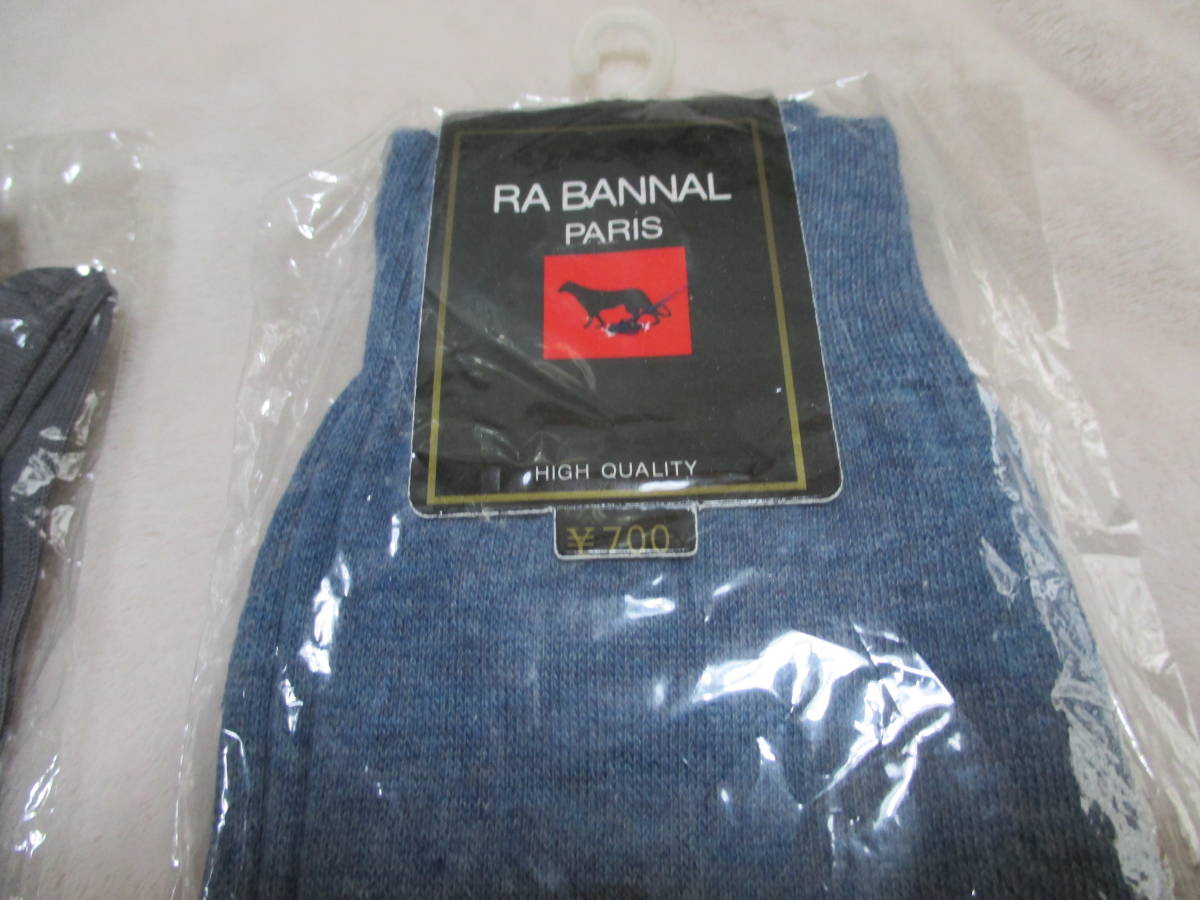 RA BANNAL
PARIS
HIGH QUALITY
¥700